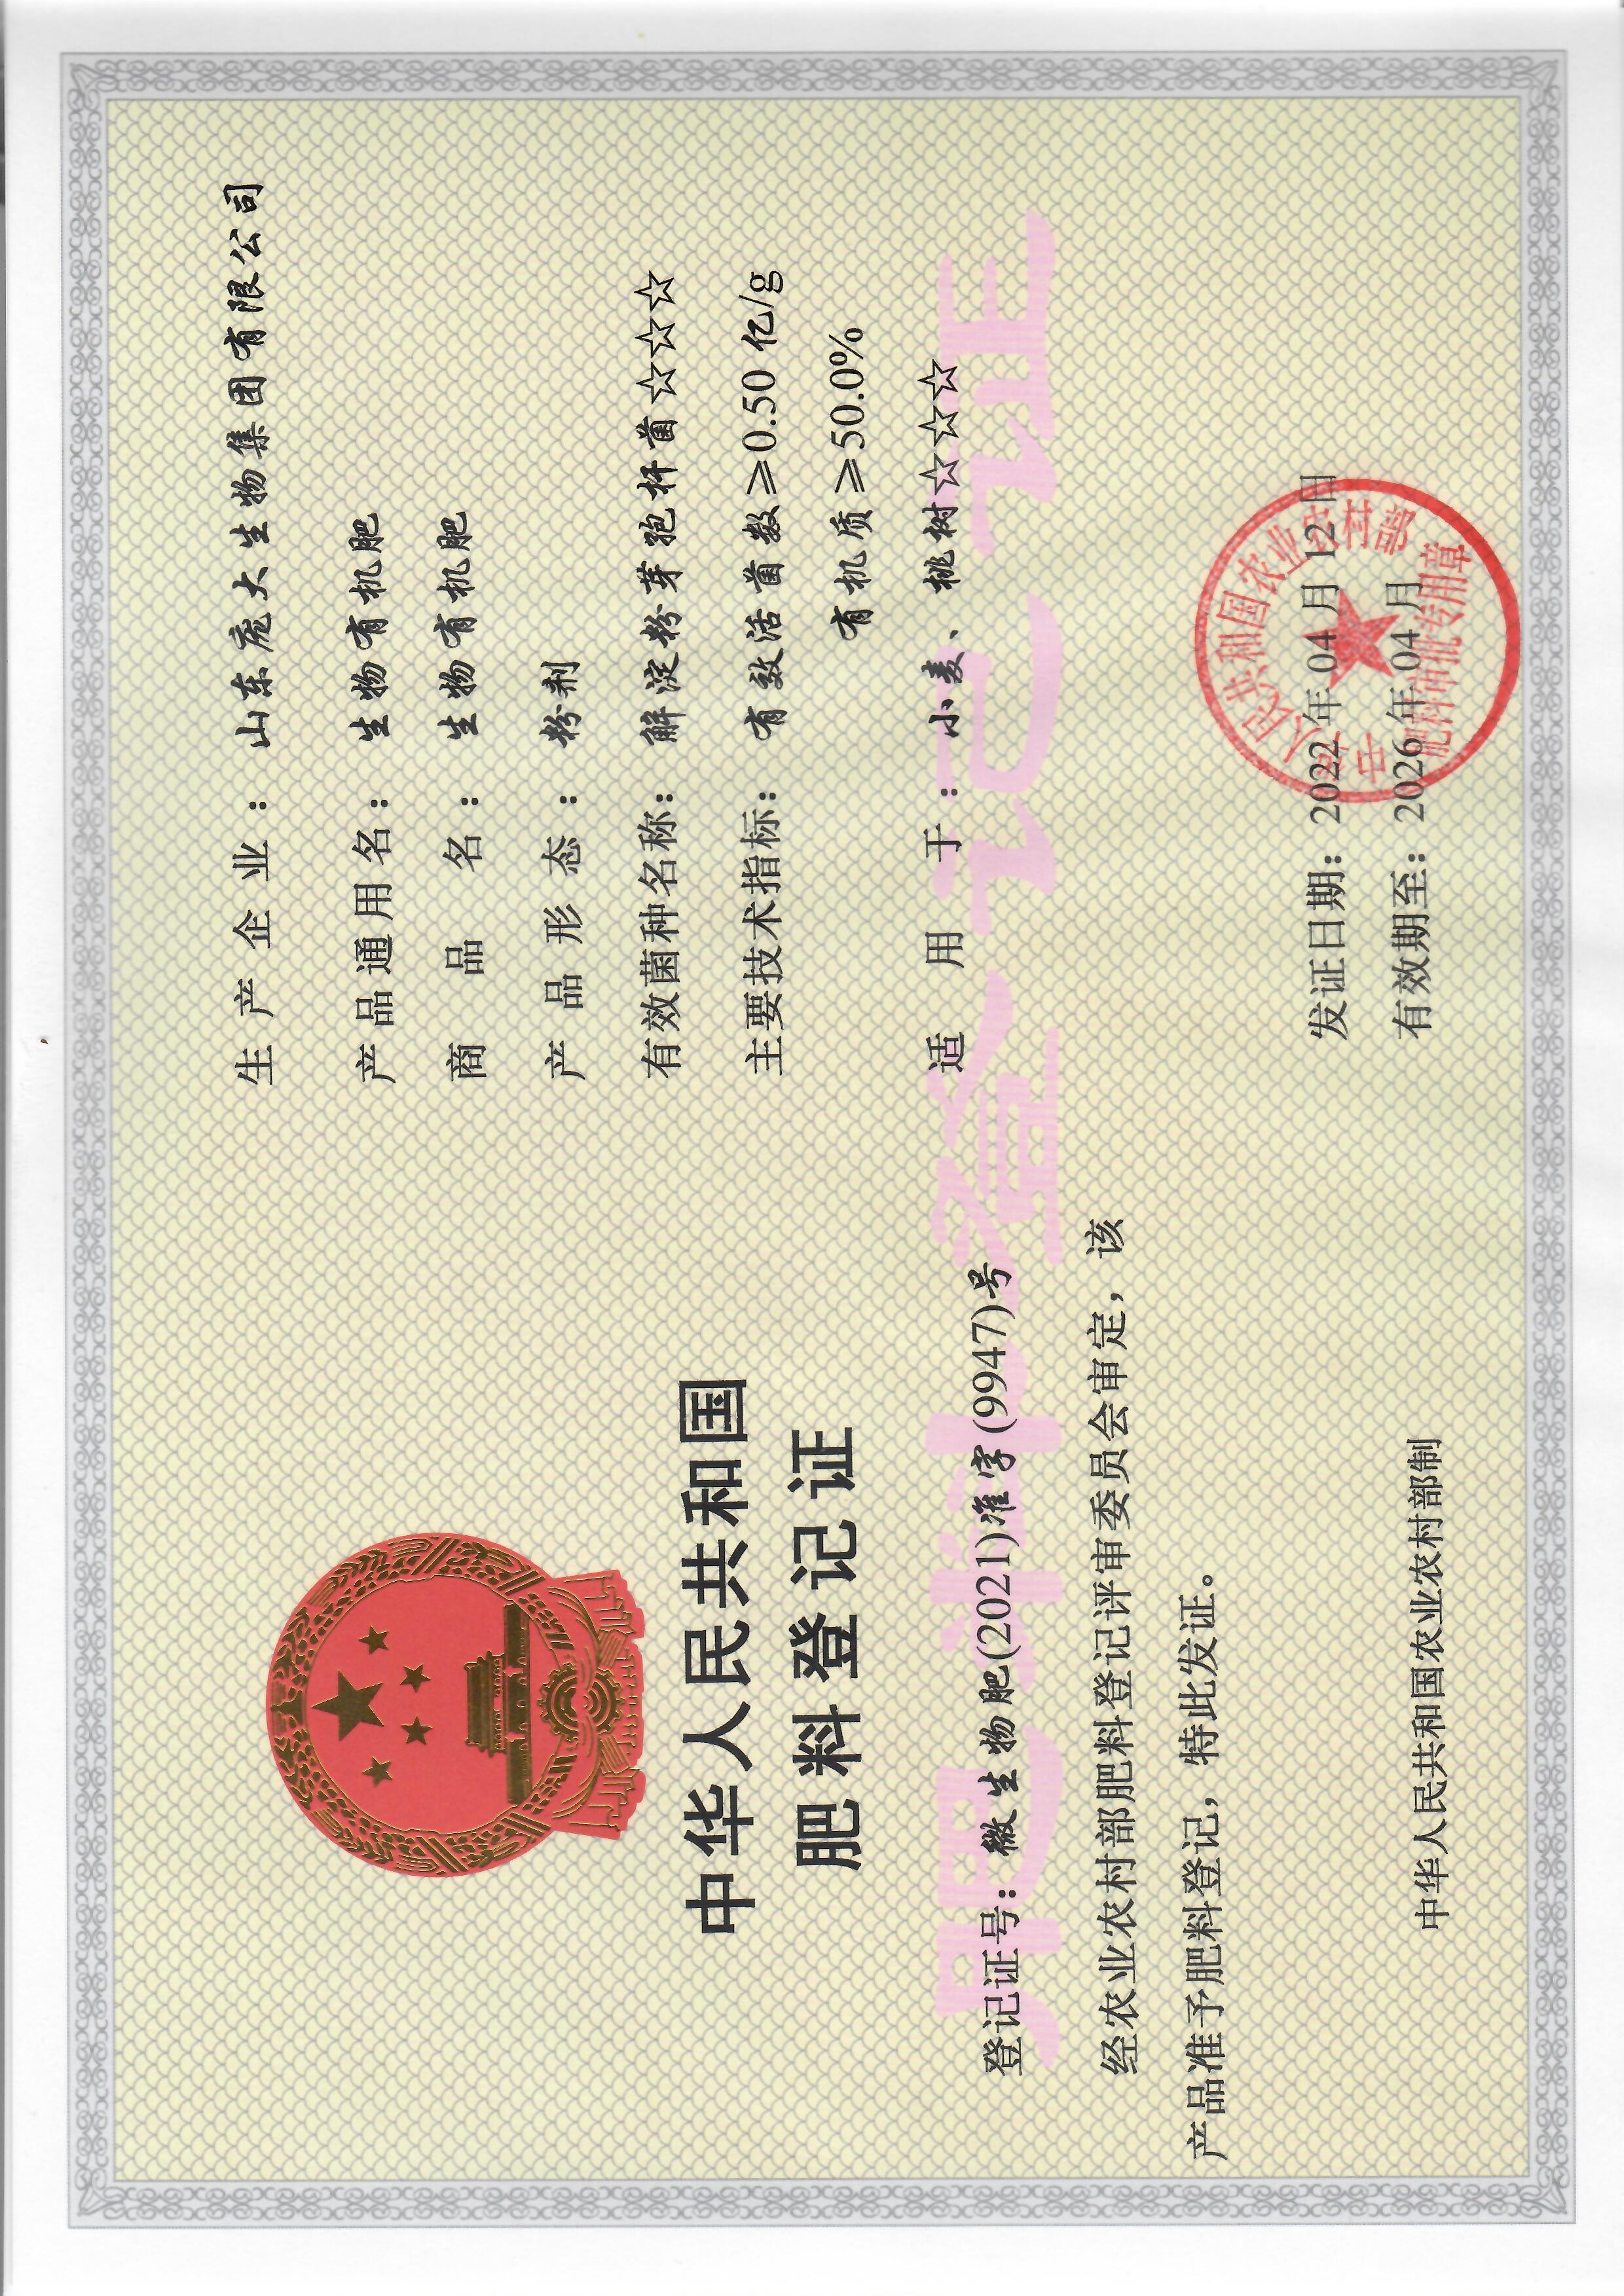 中华人民共和国
肥料登记证
登记证号：微生物肥(2021)准字(9947)号
经农业农村部肥料登记评审委员会审定，该
产品准予肥料登记，特此发证。
中华人民共和国农业农村部制
生产企业：山东庞大生物集团有限公司
产品通用名：生物有机肥
商品名：生物有机肥
产品形态：粉剂
有效菌种名称：解淀粉芽孢杆菌☆☆☆
主要技术指标：有效活菌数≥0.50亿/g
有机质≥50.0%
适用于：小麦、桃树☆☆☆
发证日期：2022年04月12日
有效期至：2026年04月
中华人民共和国农业农村部
肥料审批专用章
肥料登记证